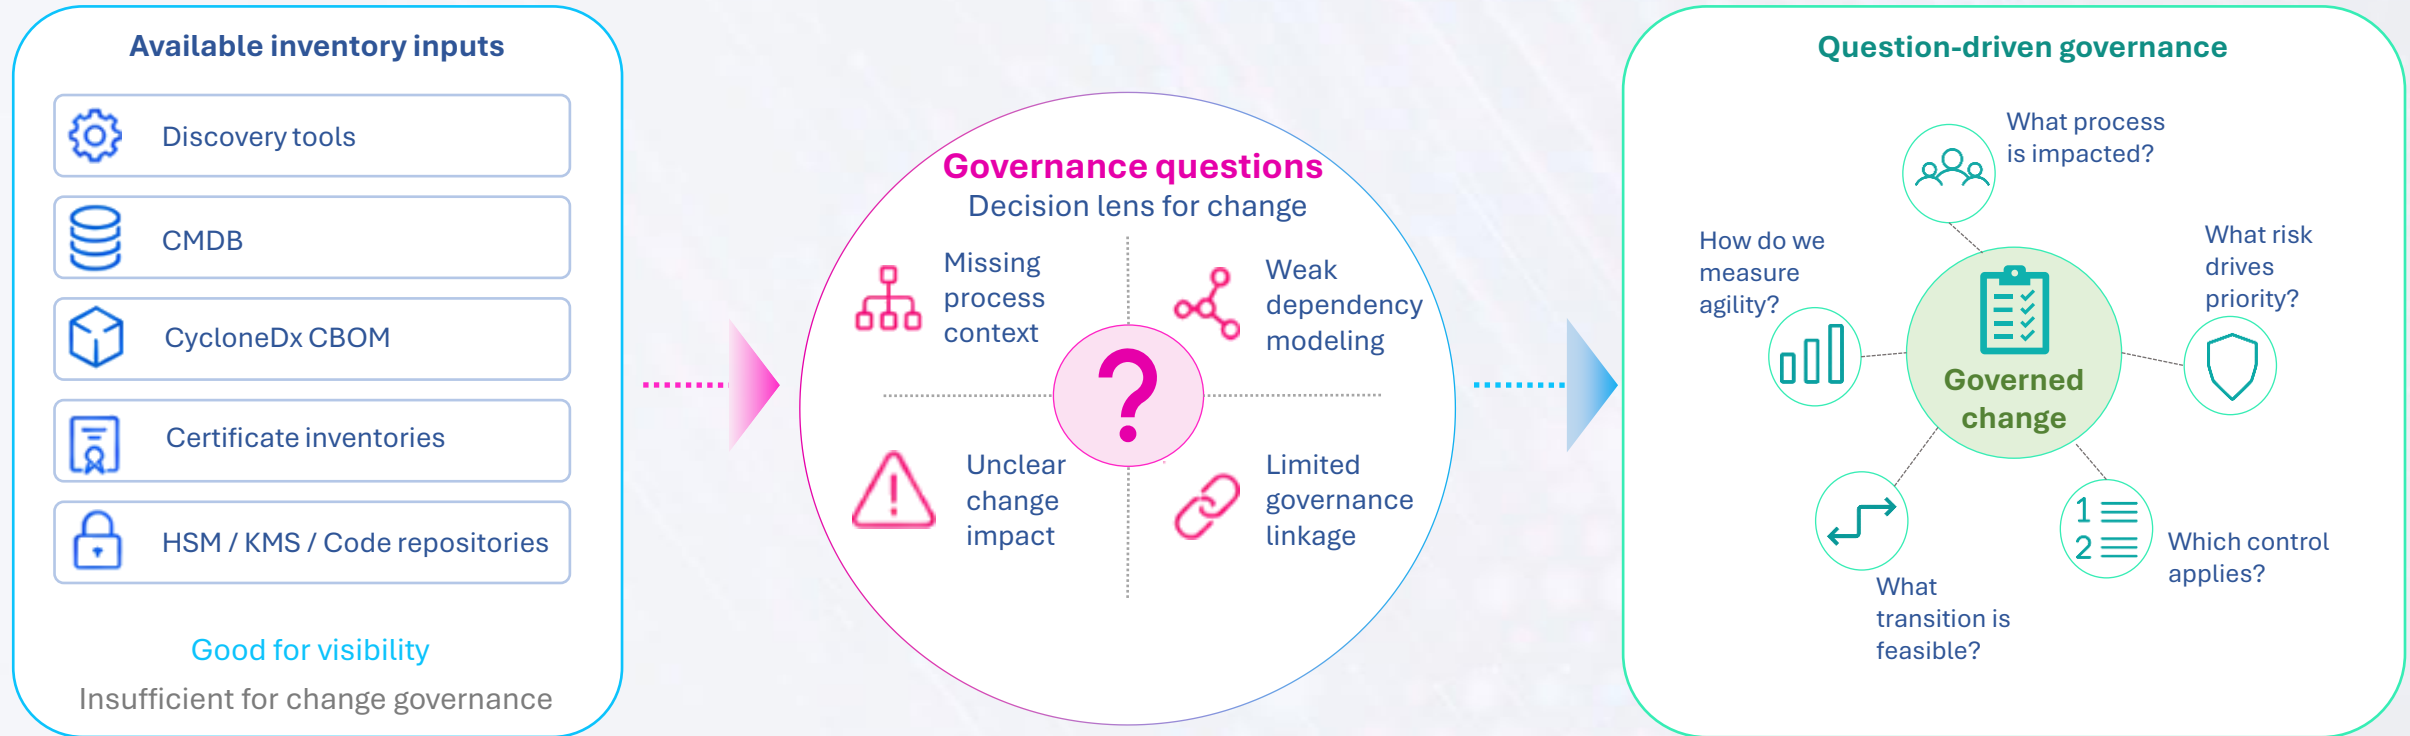 Available inventory inputs
Discovery tools
CMDB
CycloneDx CBOM
Certificate inventories
HSM / KMS / Code repositories
Good for visibility
Insufficient for change governance
Governance questions
Decision lens for change
Missing
process
context
Weak
dependency
modeling
?
Unclear
change
impact
Limited
governance
linkage
Question-driven governance
What process
is impacted?
How do we
measure
agility?
What risk
drives
priority?
Governed
change
1
2
Which control
applies?
What
transition is
feasible?